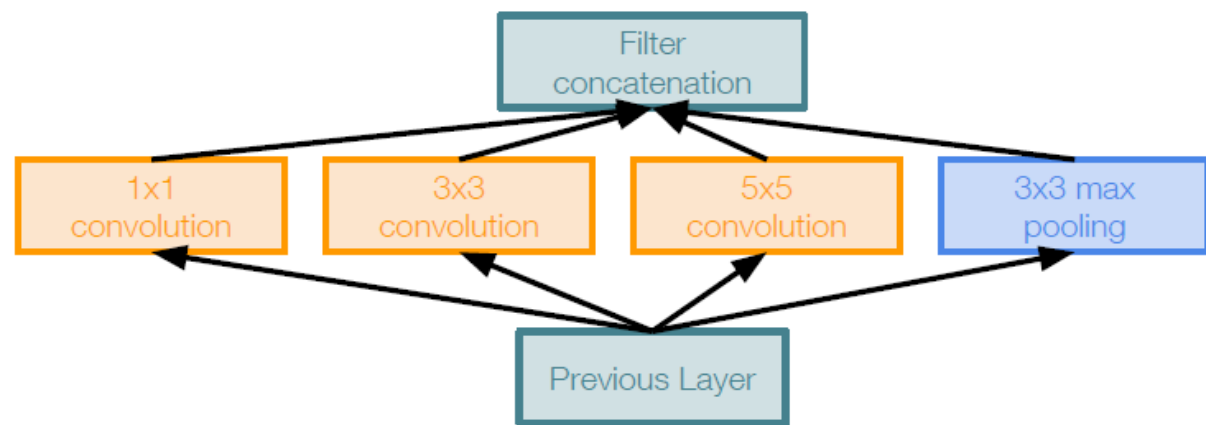 Filter
concatenation
1x1
convolution
3x3
convolution
5x5
convolution
3x3 max
pooling
Previous Layer